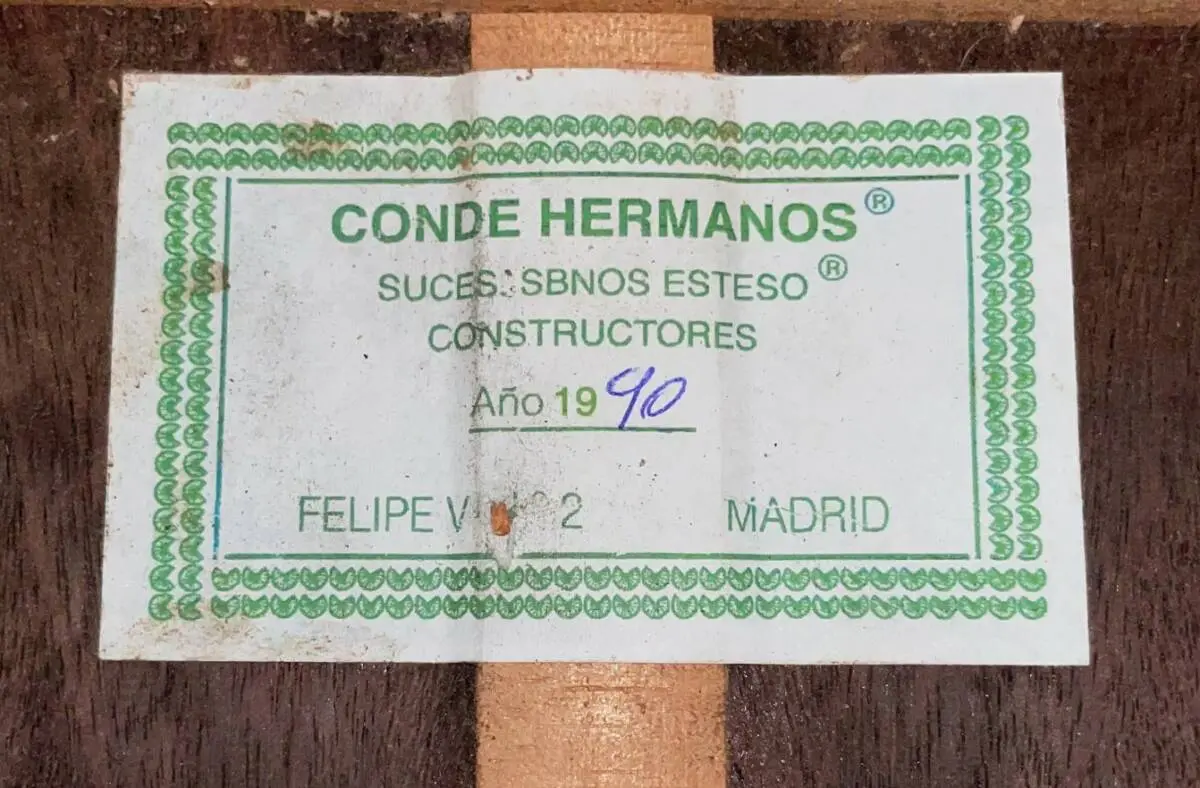 CONDE HERMANOS®
SUCES. SBNOS ESTESO®
CONSTRUCTORES
Año 1990
FELIPE V 2 MADRID